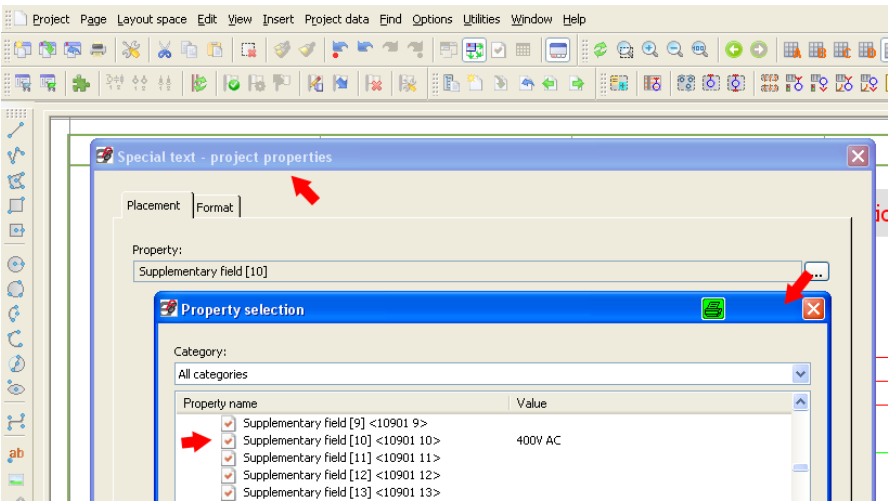 Project Page Layout space Edit View Insert Project data Find Options Utilities Window Help
Special text - project properties
Placement Format
Property:
Supplementary field [10]
...
Property selection
Category:
All categories
Property name Value
Supplementary field [9] <10901 9>
Supplementary field [10] <10901 10> 400V AC
Supplementary field [11] <10901 11>
Supplementary field [12] <10901 12>
Supplementary field [13] <10901 13>
ab